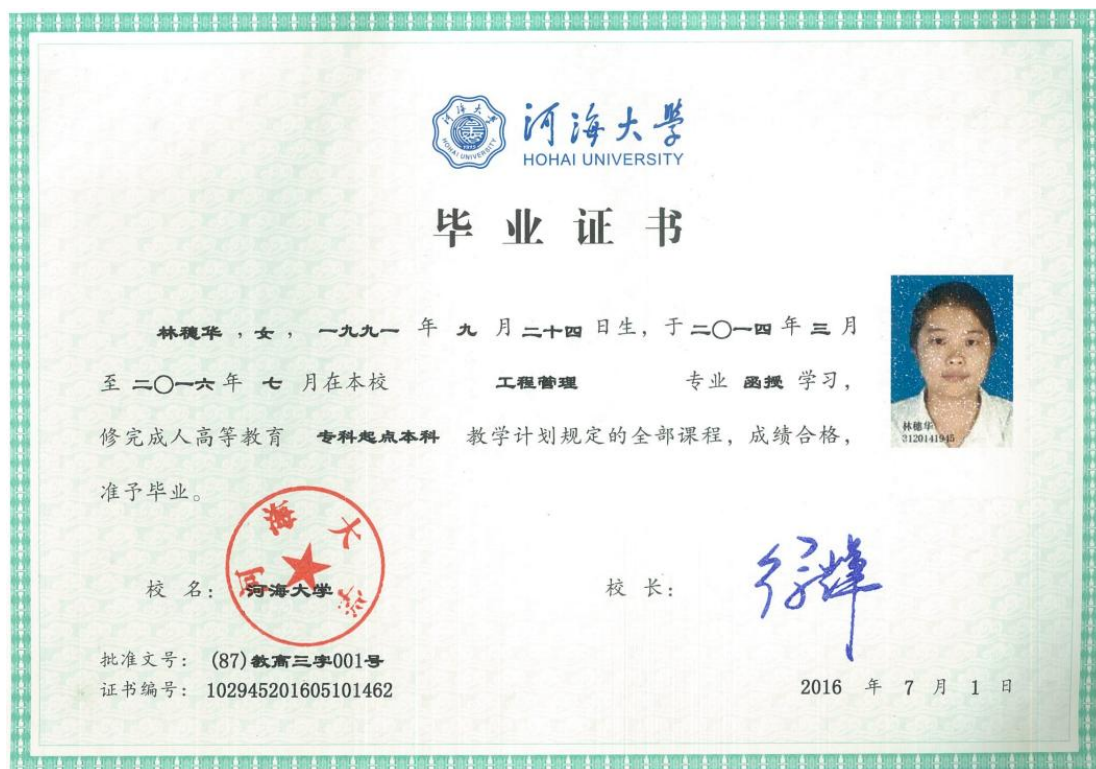 河海大学
HOHAI UNIVERSITY
毕业证书
林穗华，女，一九九一年九月二十四日生，于二〇一四年三月
至二〇一六年七月在本校 工程管理 专业 函授 学习，
修完成人高等教育 专科起点本科 教学计划规定的全部课程，成绩合格，
准予毕业。
林穗华
3120141945
河海大学
校 名： 河海大学
校 长：
批准文号： (87)教高三字001号
证书编号： 102945201605101462
2016 年 7 月 1 日